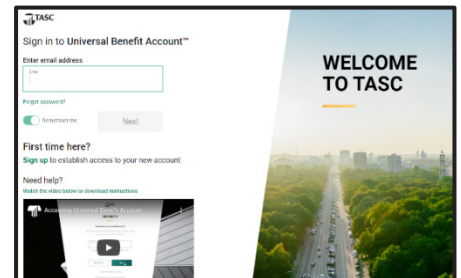 TASC
Sign in to Universal Benefit Account™
Enter email address
Email
Forgot password?
Remember me
Next
First time here?
Sign up to establish access to your new account
Need help?
Watch the video below or download instructions
Accessing Universal Benefit Account
WELCOME
TO TASC